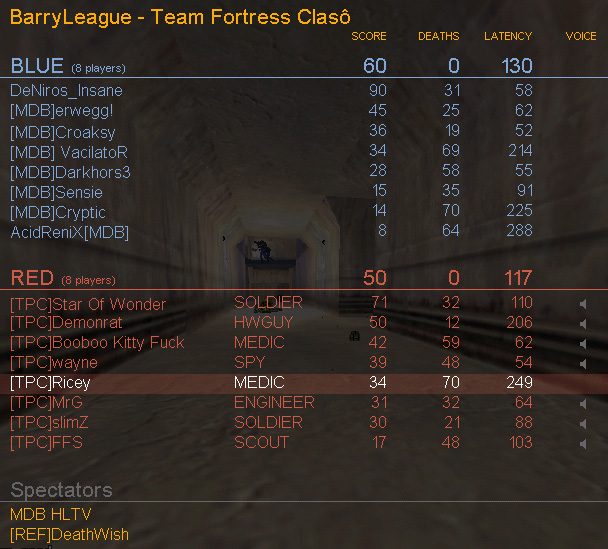 BarryLeague - Team Fortress Clasô
SCORE DEATHS LATENCY VOICE
BLUE (8 players) 60 0 130
DeNiros_Insane 90 31 58
[MDB]erwegg! 45 25 62
[MDB]Croaksy 36 19 52
[MDB] VacilatoR 34 69 214
[MDB]Darkhors3 28 58 55
[MDB]Sensie 15 35 91
[MDB]Cryptic 14 70 225
AcidReniX[MDB] 8 64 288
RED (8 players) 50 0 117
[TPC]Star Of Wonder SOLDIER 71 32 110
[TPC]Demonrat HWGUY 50 12 206
[TPC]Booboo Kitty Fuck MEDIC 42 59 62
[TPC]wayne SPY 39 48 54
[TPC]Ricey MEDIC 34 70 249
[TPC]MrG ENGINEER 31 32 64
[TPC]slimZ SOLDIER 30 21 88
[TPC]FFS SCOUT 17 48 103
Spectators
MDB HLTV
[REF]DeathWish